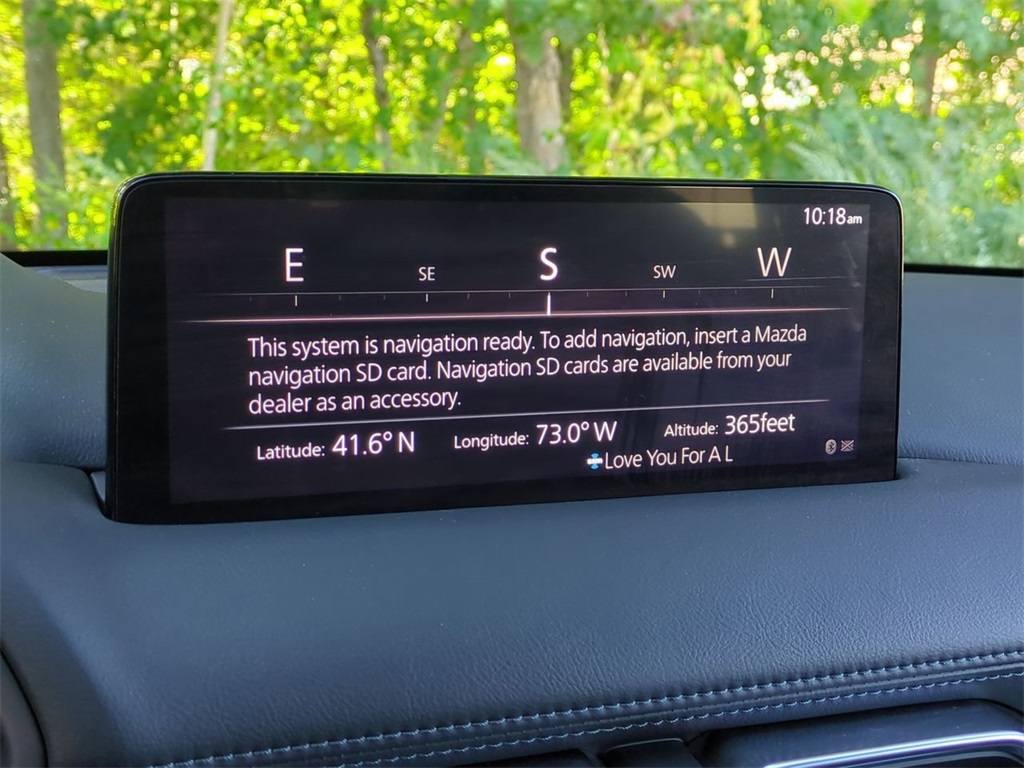 10:18am
E SE S SW W
This system is navigation ready. To add navigation, insert a Mazda
navigation SD card. Navigation SD cards are available from your
dealer as an accessory.
Latitude: 41.6° N Longitude: 73.0° W Altitude: 365feet
Love You For A L